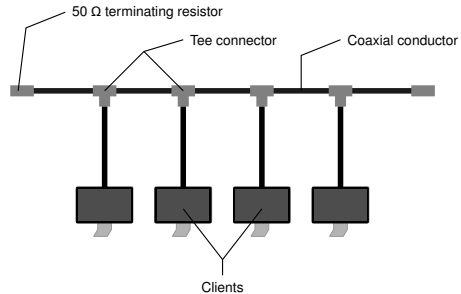 50 Ω terminating resistor
Tee connector
Coaxial conductor
Clients